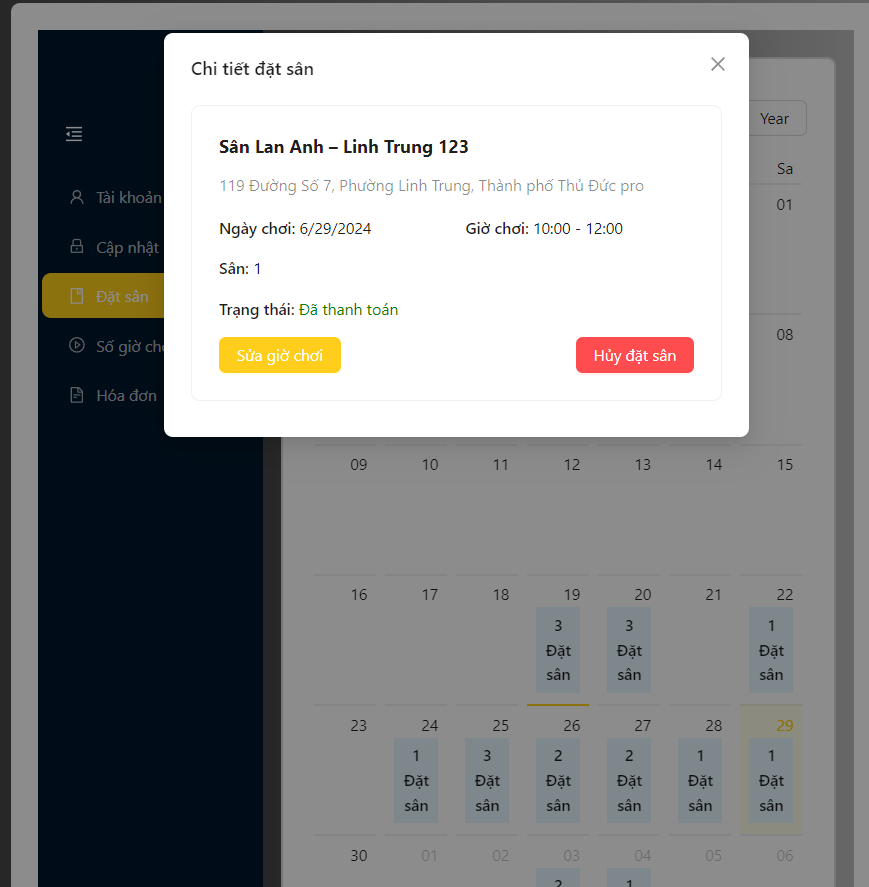 Chi tiết đặt sân
Sân Lan Anh – Linh Trung 123
119 Đường Số 7, Phường Linh Trung, Thành phố Thủ Đức pro
Ngày chơi: 6/29/2024 Giờ chơi: 10:00 - 12:00
Sân: 1
Trạng thái: Đã thanh toán
Sửa giờ chơi Hủy đặt sân
Tài khoản
Cập nhật
Đặt sân
Số giờ ch
Hóa đơn
Year
Sa
01
08
09 10 11 12 13 14 15
16 17 18 19 20 21 22
3 3 1
Đặt Đặt Đặt
sân sân sân
23 24 25 26 27 28 29
1 3 2 2 1 1
Đặt Đặt Đặt Đặt Đặt Đặt
sân sân sân sân sân sân
30 01 02 03 04 05 06
2 1